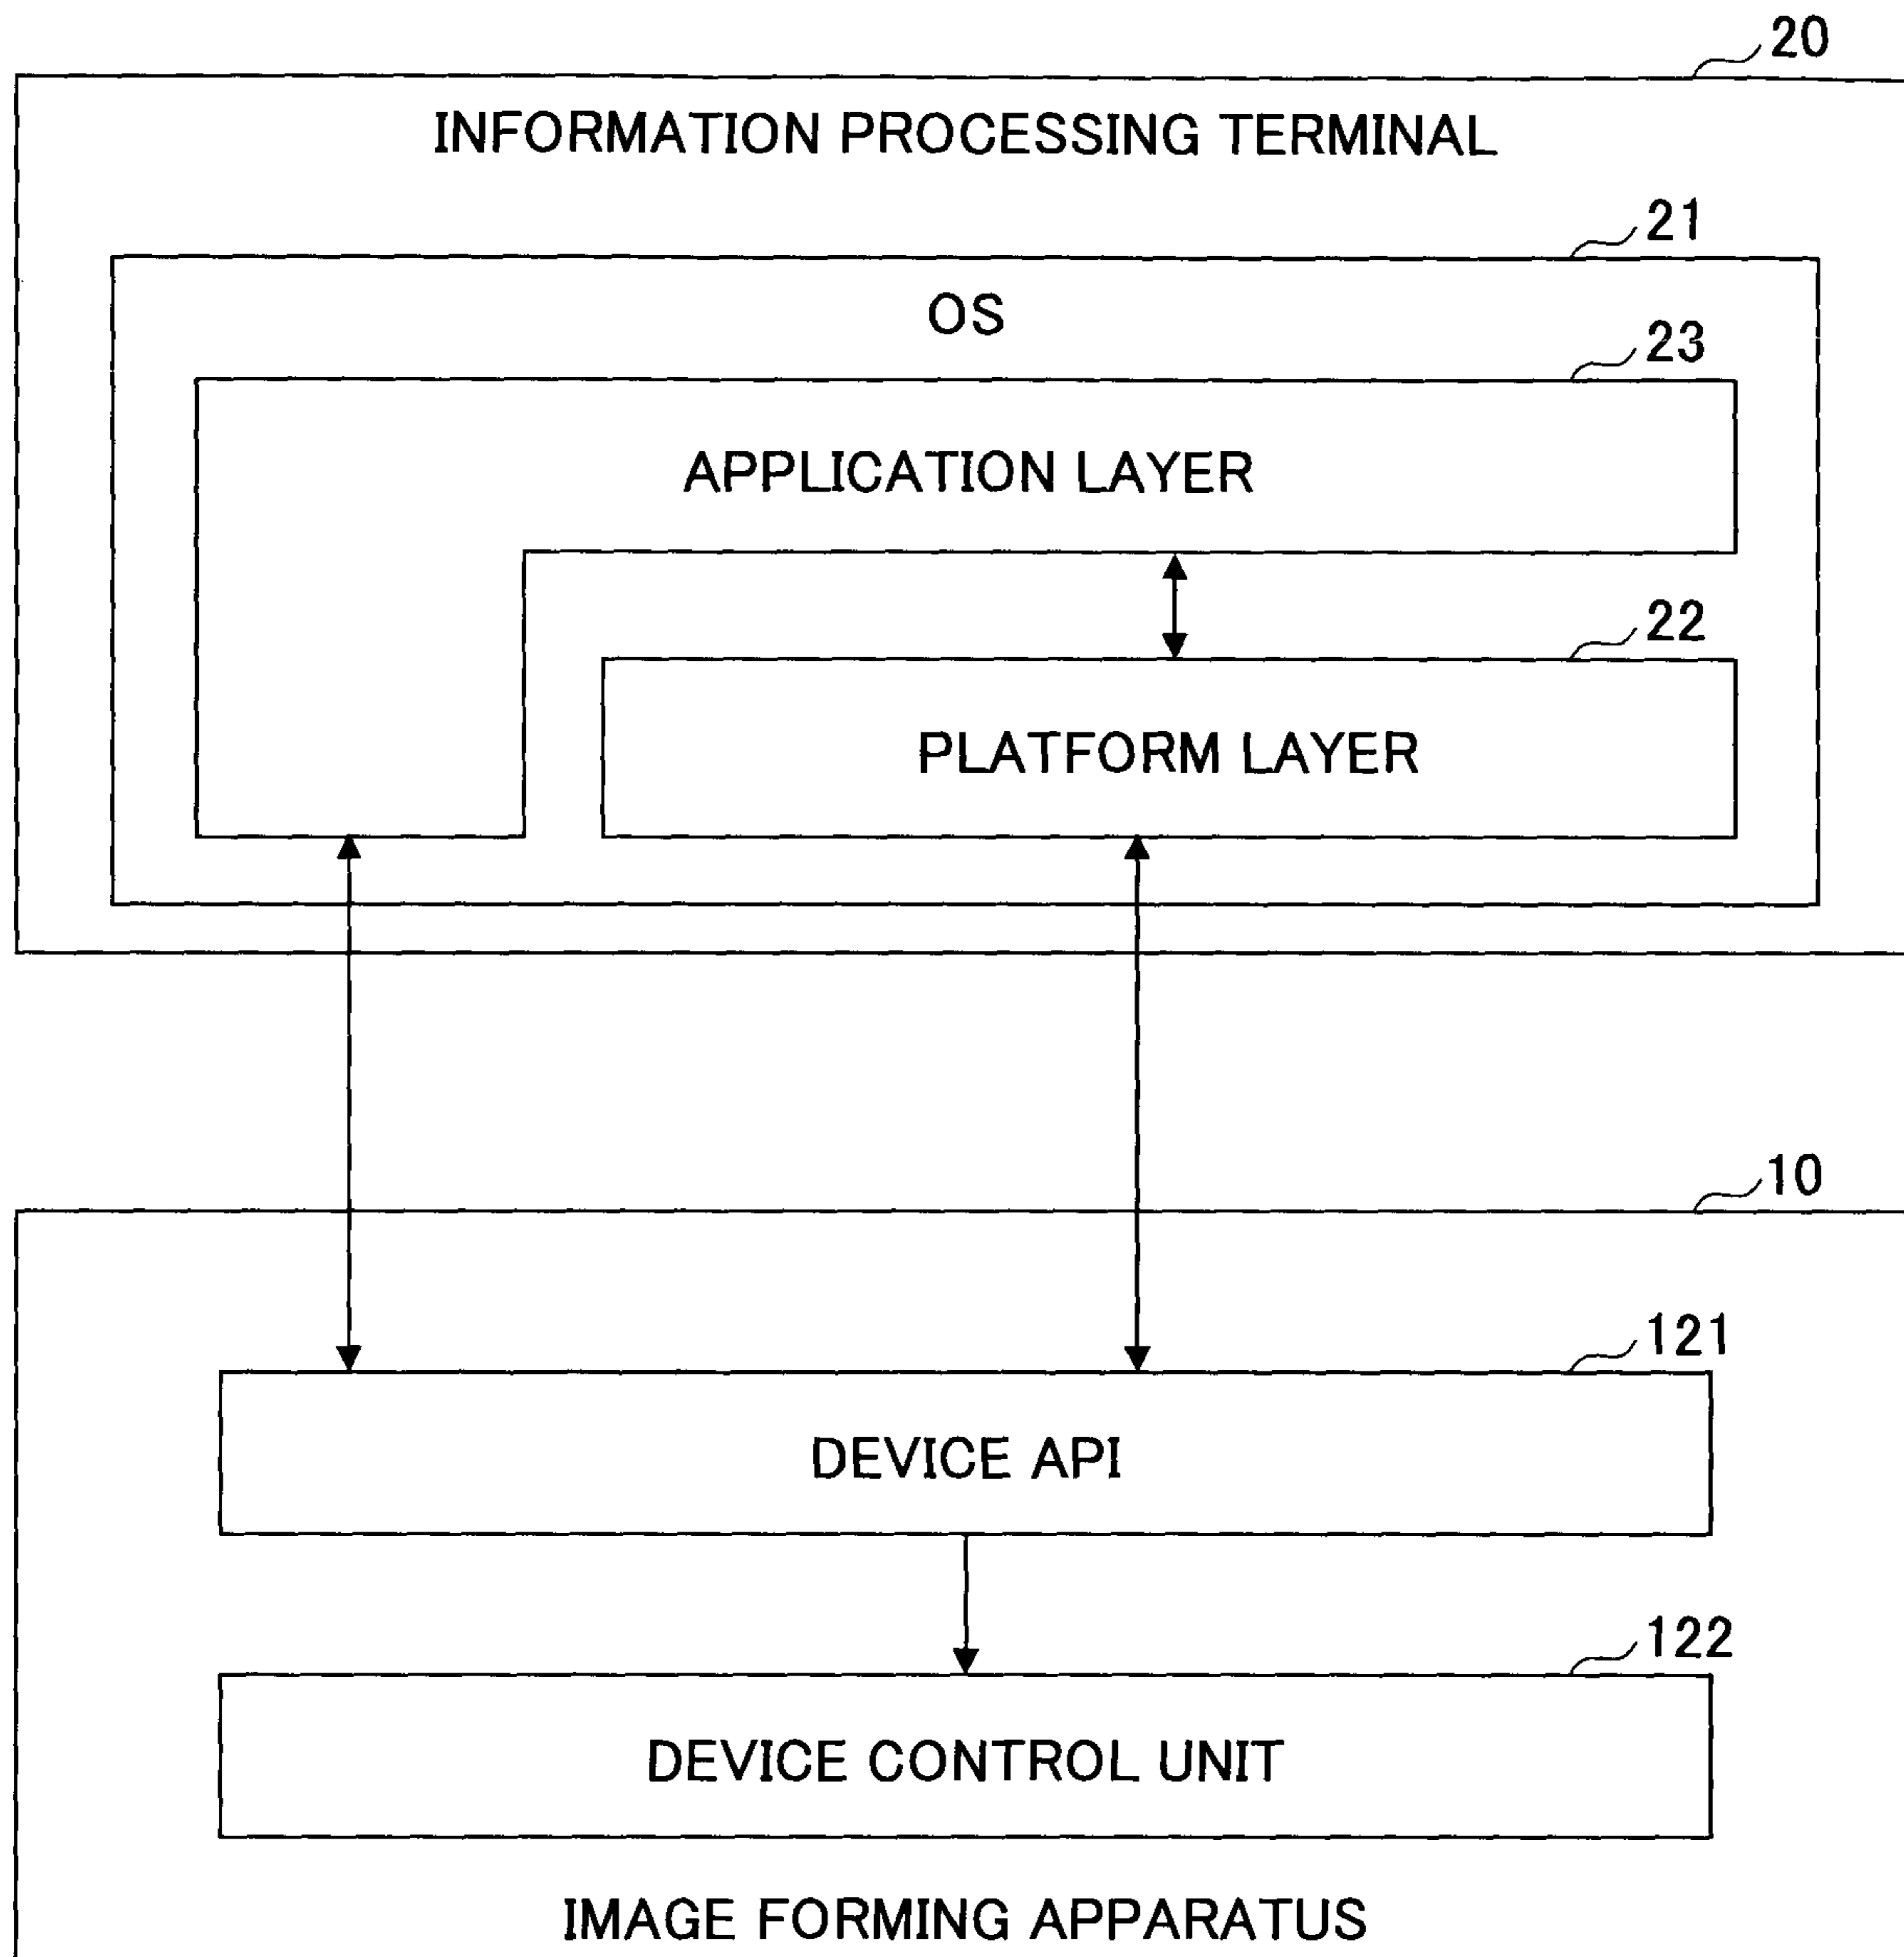 20
INFORMATION PROCESSING TERMINAL
21
OS
23
APPLICATION LAYER
22
PLATFORM LAYER
10
121
DEVICE API
122
DEVICE CONTROL UNIT
IMAGE FORMING APPARATUS